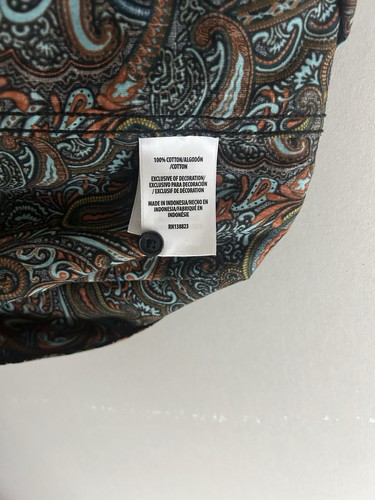 100% COTTON/ALGODÓN
/COTTON
EXCLUSIVE OF DECORATION/
EXCLUSIVO PARA DECORACIÓN
/ EXCLUSIF DE DÉCORATION
MADE IN INDONESIA/HECHO EN
INDONESIA/FABRIQUÉ EN
INDONÉSIE
RN138823